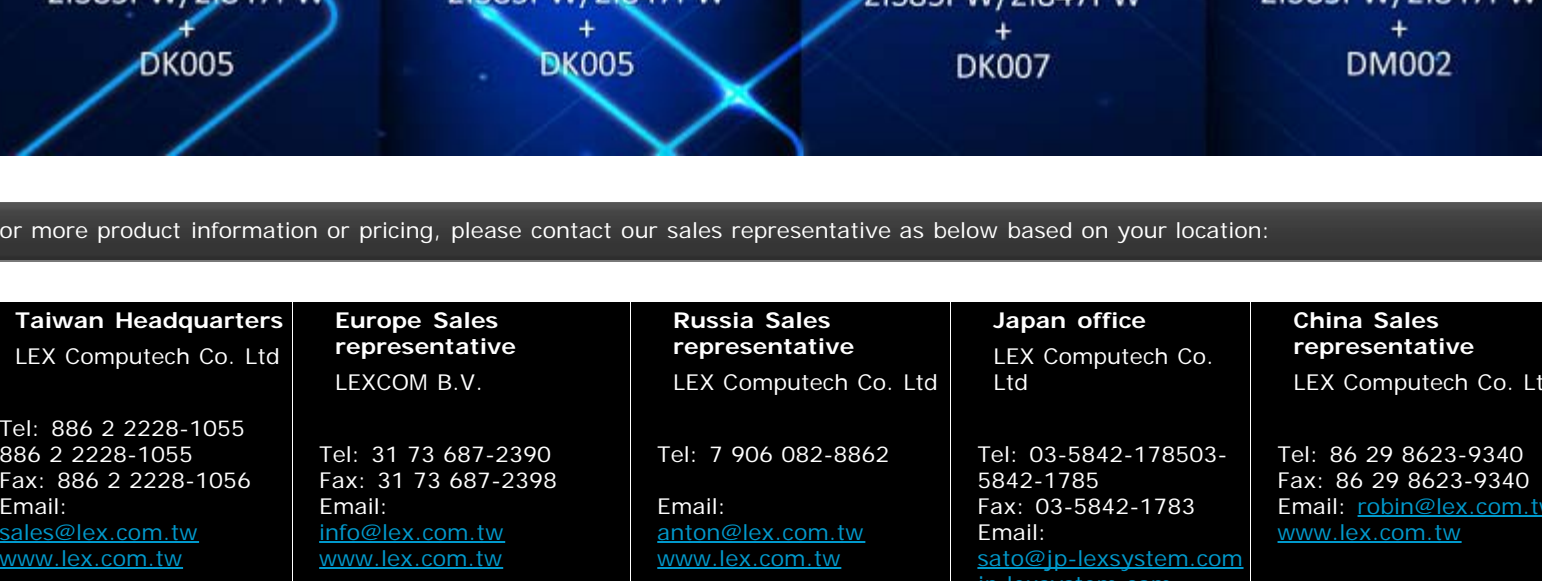 +
DK005
+
DK005
+
DK007
+
DM002
or more product information or pricing, please contact our sales representative as below based on your location:
Taiwan Headquarters
LEX Computech Co. Ltd
Tel: 886 2 2228-1055
886 2 2228-1055
Fax: 886 2 2228-1056
Email:
sales@lex.com.tw
www.lex.com.tw
Europe Sales
representative
LEXCOM B.V.
Tel: 31 73 687-2390
Fax: 31 73 687-2398
Email:
info@lex.com.tw
www.lex.com.tw
Russia Sales
representative
LEX Computech Co. Ltd
Tel: 7 906 082-8862
Email:
anton@lex.com.tw
www.lex.com.tw
Japan office
LEX Computech Co.
Ltd
Tel: 03-5842-178503-
5842-1785
Fax: 03-5842-1783
Email:
sato@jp-lexsystem.com
China Sales
representative
LEX Computech Co. Lt
Tel: 86 29 8623-9340
Fax: 86 29 8623-9340
Email: robin@lex.com.tw
www.lex.com.tw